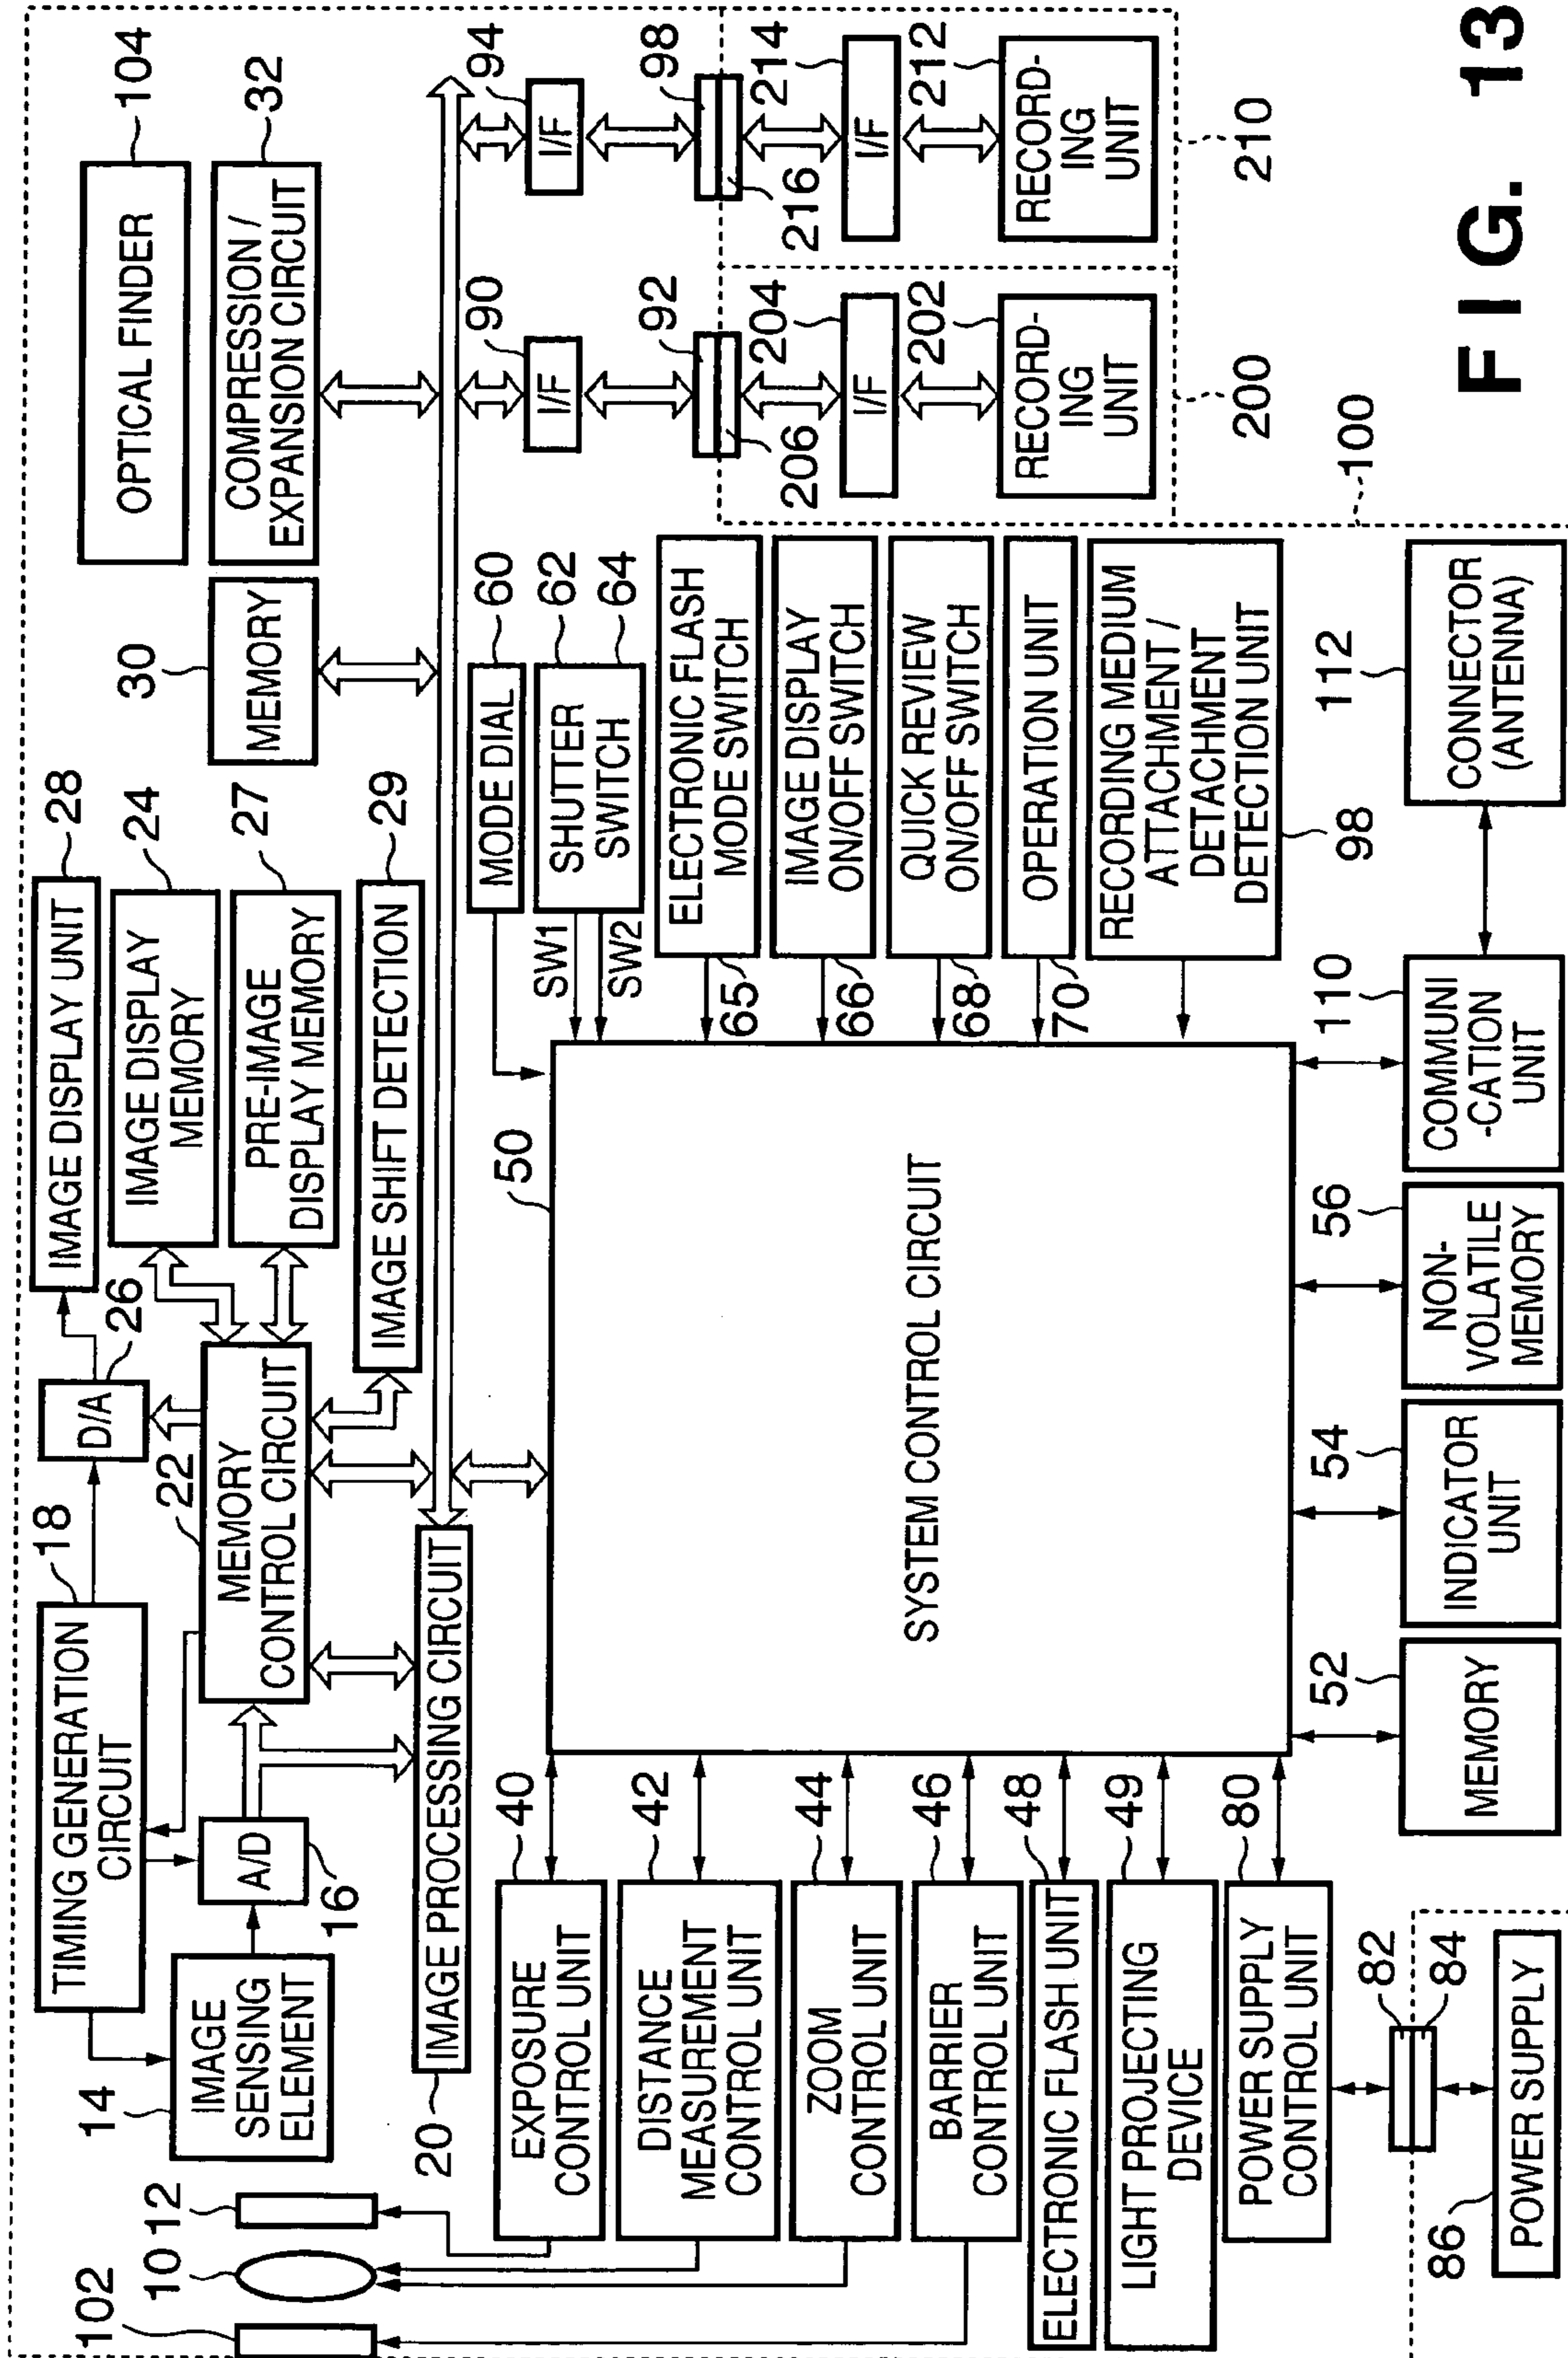 102
10
12
14
IMAGE
SENSING
ELEMENT
TIMING GENERATION
CIRCUIT
18
A/D
16
D/A
26
22
MEMORY
CONTROL CIRCUIT
IMAGE DISPLAY UNIT
28
IMAGE DISPLAY
MEMORY
24
PRE-IMAGE
DISPLAY MEMORY
27
IMAGE SHIFT DETECTION
29
30
MEMORY
OPTICAL FINDER
104
COMPRESSION /
EXPANSION CIRCUIT
32
20
IMAGE PROCESSING CIRCUIT
EXPOSURE
CONTROL UNIT
40
DISTANCE
MEASUREMENT
CONTROL UNIT
42
ZOOM
CONTROL UNIT
44
BARRIER
CONTROL UNIT
46
ELECTRONIC FLASH UNIT
48
LIGHT PROJECTING
DEVICE
49
POWER SUPPLY
CONTROL UNIT
80
82
84
86
POWER SUPPLY
50
SYSTEM CONTROL CIRCUIT
MODE DIAL
60
SW1
SW2
SHUTTER
SWITCH
62
64
ELECTRONIC FLASH
MODE SWITCH
65
IMAGE DISPLAY
ON/OFF SWITCH
66
QUICK REVIEW
ON/OFF SWITCH
68
OPERATION UNIT
70
RECORDING MEDIUM
ATTACHMENT /
DETACHMENT
DETECTION UNIT
98
52
MEMORY
54
INDICATOR
UNIT
56
NON-
VOLATILE
MEMORY
110
COMMUNI
-CATION
UNIT
112
CONNECTOR
(ANTENNA)
90
I/F
92
206
204
I/F
202
RECORD-
ING
UNIT
200
94
I/F
98
216
214
I/F
212
RECORD-
ING
UNIT
210
100
FIG. 13